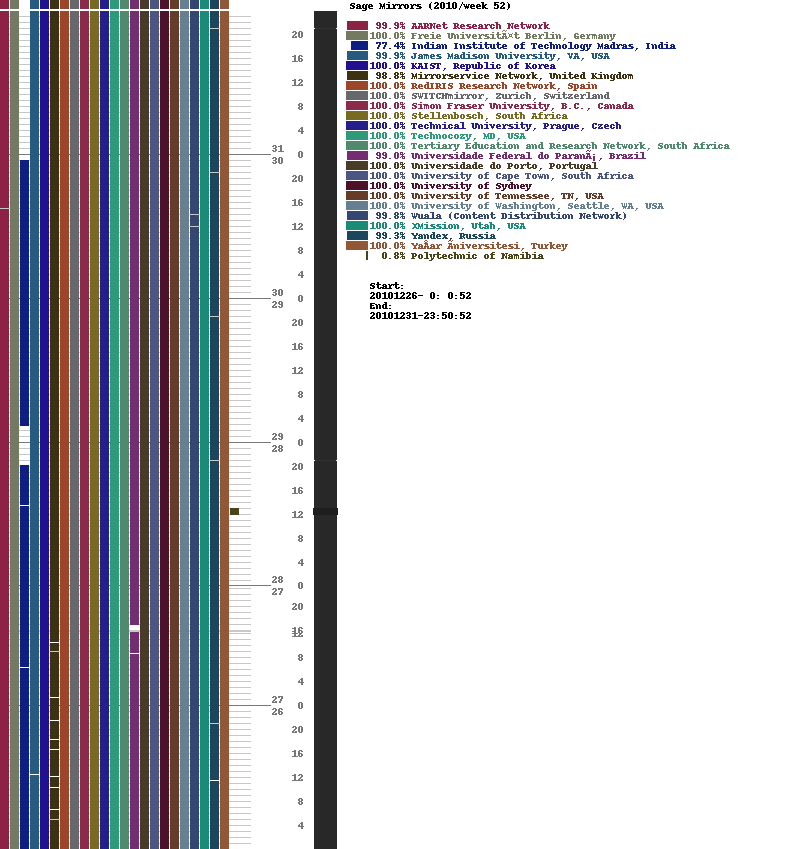 Sage Mirrors (2010/week 52)
99.9% AARNet Research Network
100.0% Freie UniversitÃ¤t Berlin, Germany
77.4% Indian Institute of Technology Madras, India
99.9% James Madison University, VA, USA
100.0% KAIST, Republic of Korea
98.8% Mirrorservice Network, United Kingdom
100.0% RedIRIS Research Network, Spain
100.0% SWITCHmirror, Zurich, Switzerland
100.0% Simon Fraser University, B.C., Canada
100.0% Stellenbosch, South Africa
100.0% Technical University, Prague, Czech
100.0% Technocozy, MD, USA
100.0% Tertiary Education and Research Network, South Africa
99.0% Universidade Federal do ParanÃ¡, Brazil
100.0% Universidade do Porto, Portugal
100.0% University of Cape Town, South Africa
100.0% University of Sydney
100.0% University of Tennessee, TN, USA
100.0% University of Washington, Seattle, WA, USA
99.8% Wuala (Content Distribution Network)
100.0% XMission, Utah, USA
99.3% Yandex, Russia
100.0% YaÅar Ãniversitesi, Turkey
0.8% Polytechnic of Namibia
Start:
20101226- 0: 0:52
End:
20101231-23:50:52
20
16
12
8
4
31
0
30
20
16
12
8
4
30
0
29
20
16
12
8
4
29
0
28
20
16
12
8
4
28
0
27
20
16
12
8
4
27
0
26
20
16
12
8
4